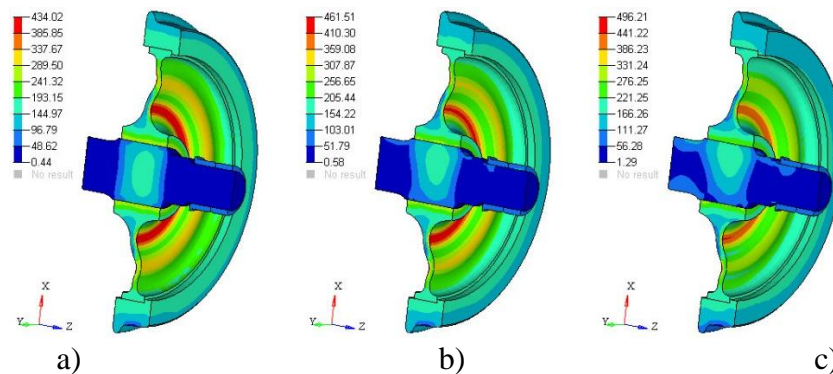 434.02
385.85
337.67
289.50
241.32
193.15
144.97
96.79
48.62
0.44
No result
X
Y
Z
a)
461.51
410.30
359.08
307.87
256.65
205.44
154.22
103.01
51.79
0.58
No result
X
Y
Z
b)
496.21
441.22
386.23
331.24
276.25
221.25
166.26
111.27
56.28
1.29
No result
X
Y
Z
c)